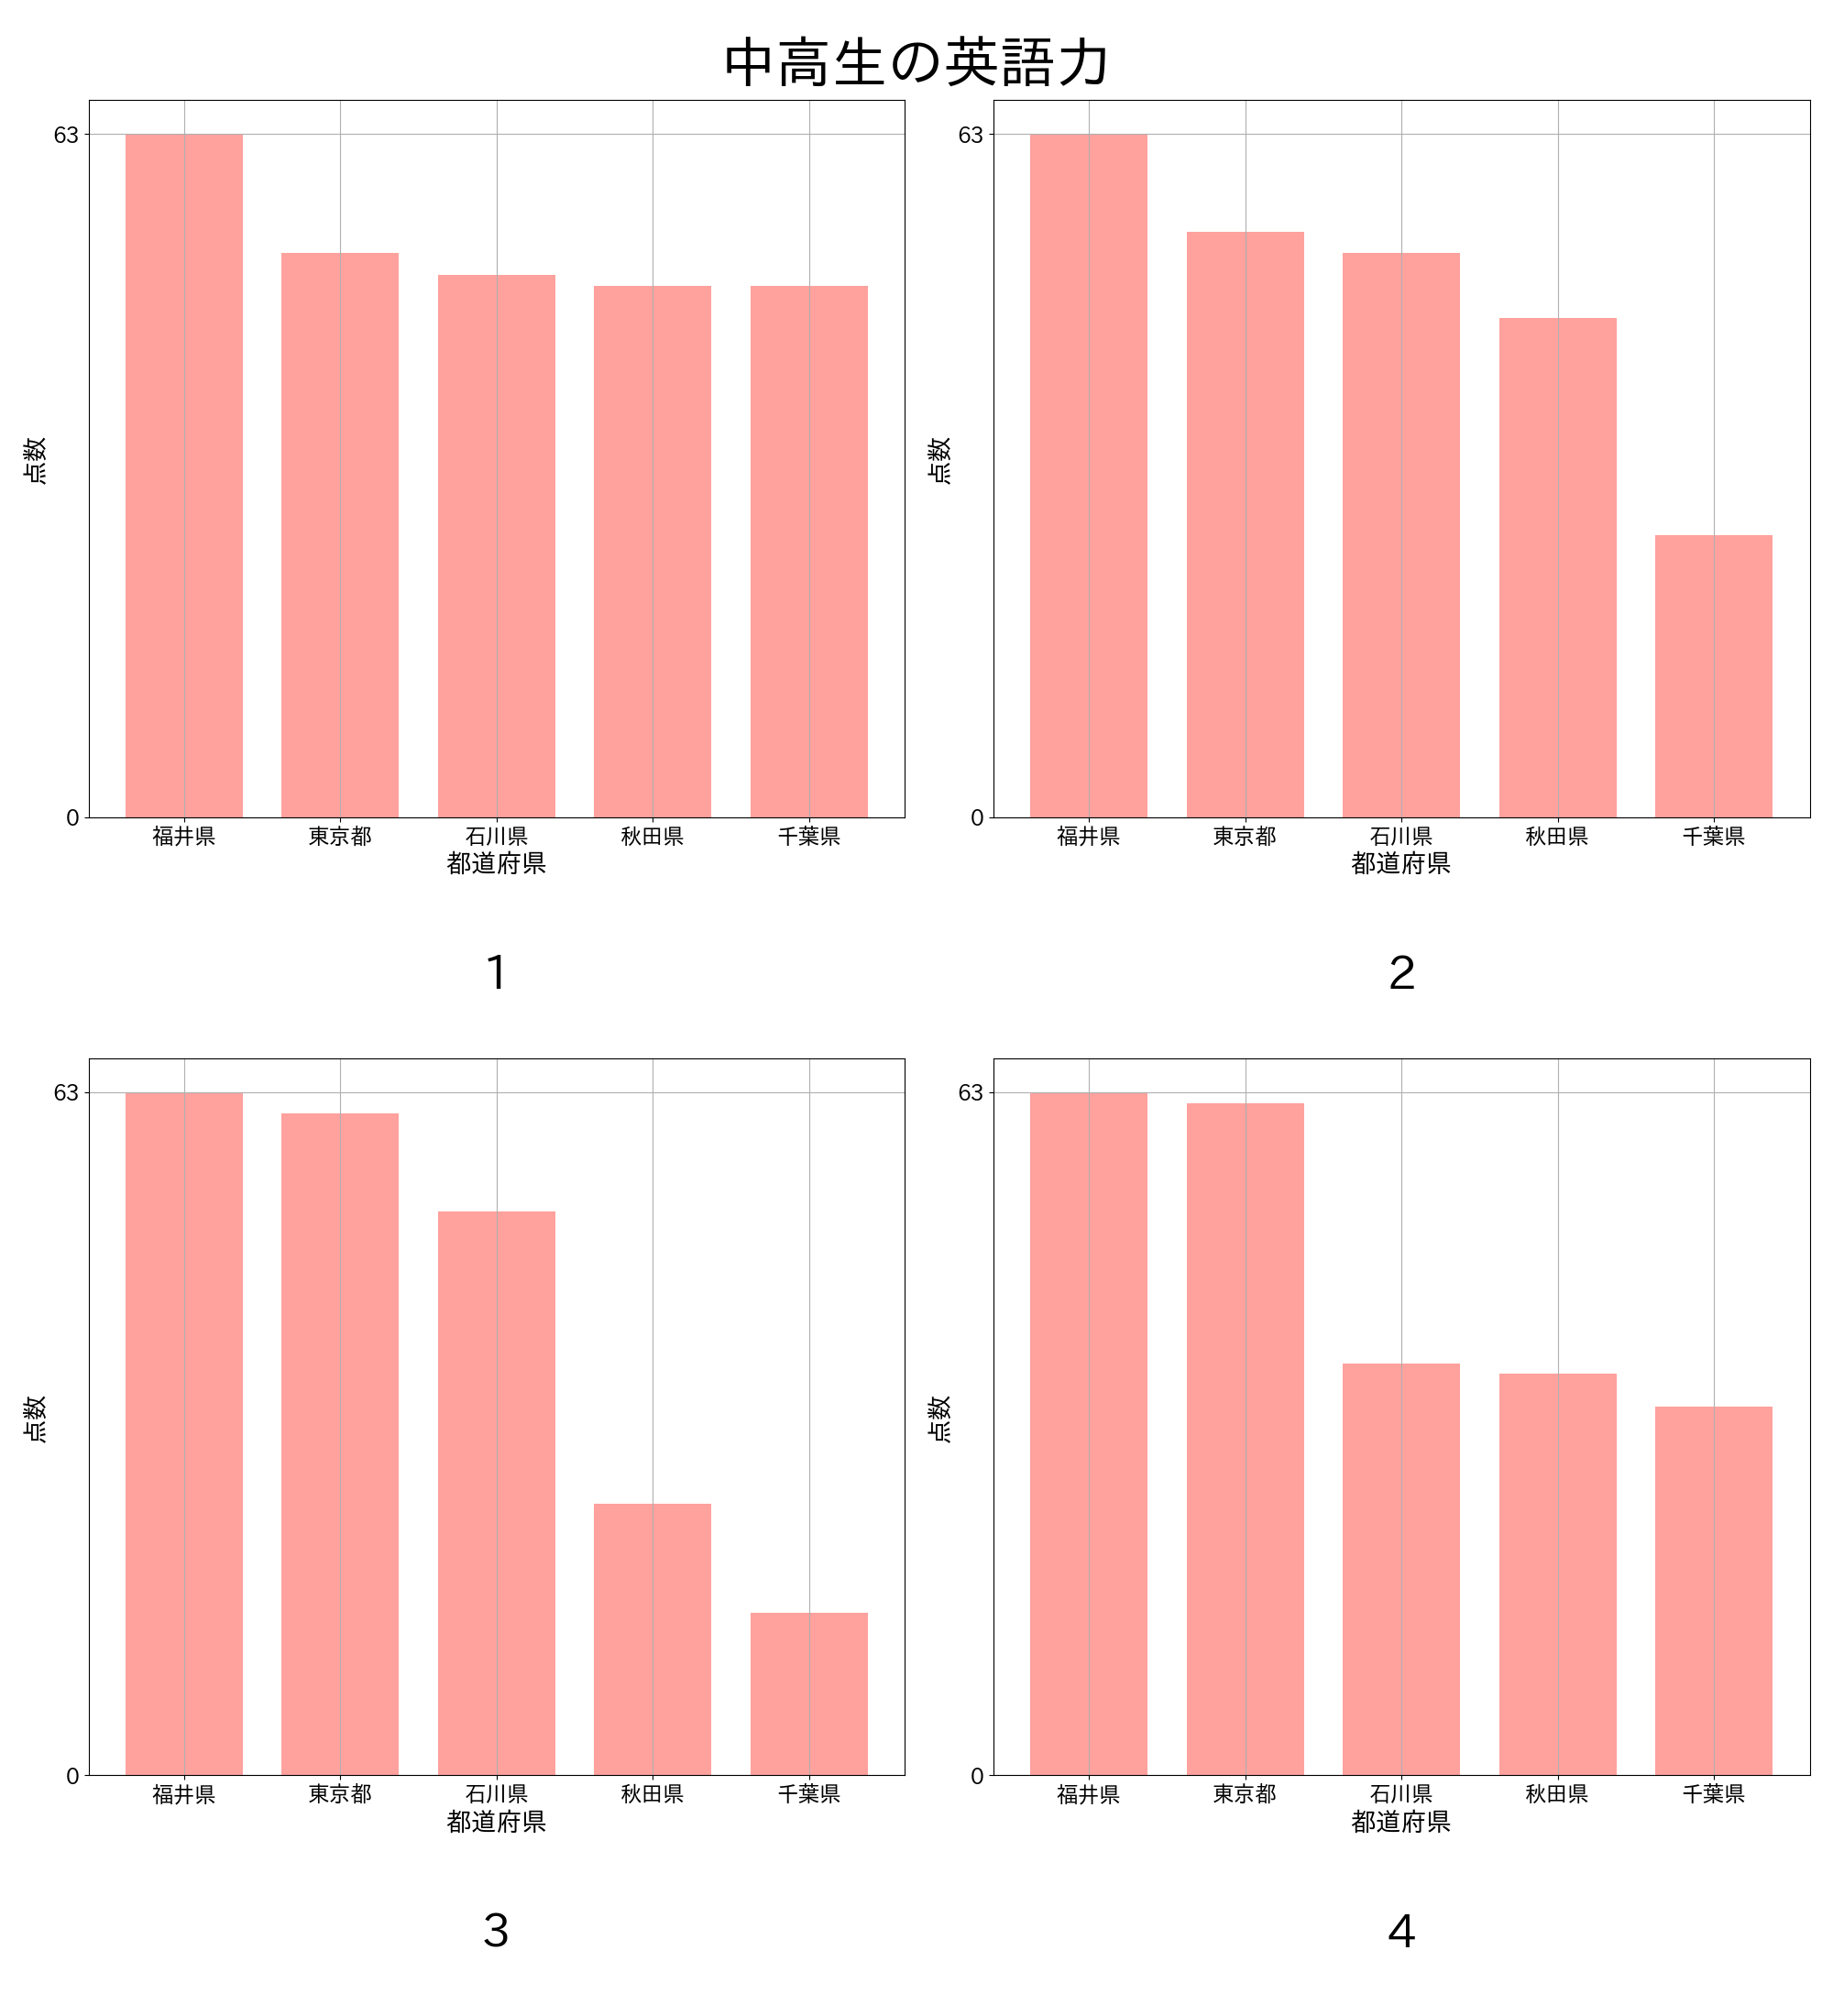 中高生の英語力
63
点数
0
福井県 東京都 石川県 秋田県 千葉県
都道府県
1
63
点数
0
福井県 東京都 石川県 秋田県 千葉県
都道府県
2
63
点数
0
福井県 東京都 石川県 秋田県 千葉県
都道府県
3
63
点数
0
福井県 東京都 石川県 秋田県 千葉県
都道府県
4